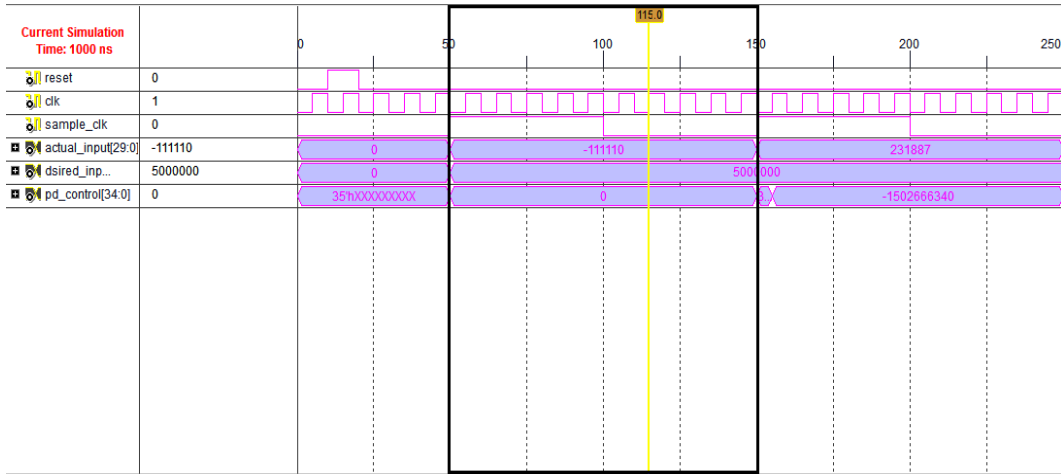 Current Simulation
Time: 1000 ns
115.0
0 50 100 150 200 250
reset 0
clk 1
sample_clk 0
actual_input[29:0] -111110 0 -111110 231887
dsired_inp... 5000000 0 5000000
pd_control[34:0] 0 35'hXXXXXXXXX 0 3.. -1502666340